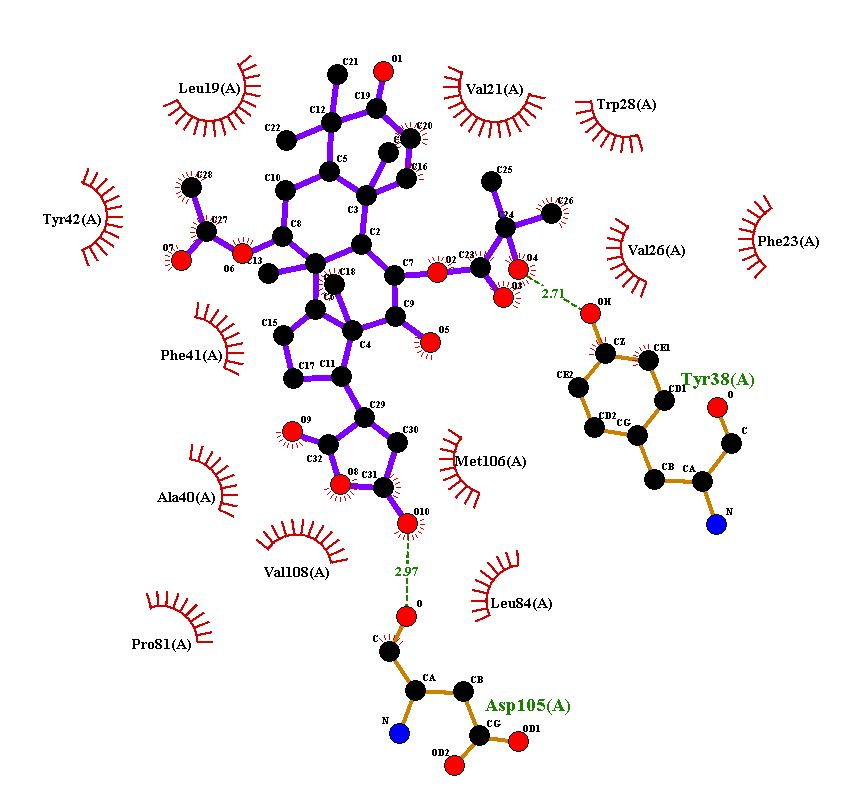 C21
O1
Leu19(A)
Val21(A)
C19
Trp28(A)
C12
C22
C20
C5
C16
C28
C10
C3
C25
C26
Tyr42(A)
C27
C8
C24
C2
Val26(A)
Phe23(A)
O7
O6
C13
C7
O2
C23
O4
C18
O3
2.71
OH
C9
C15
O5
C4
CZ
CE1
Phe41(A)
C17
C11
CE2
CD1
Tyr38(A)
O
C29
CD2
CG
C
O9
C30
C32
Met106(A)
CB
CA
O8
C31
Ala40(A)
O10
N
Val108(A)
2.97
Leu84(A)
O
Pro81(A)
C
CA
CB
Asp105(A)
N
CG
OD1
OD2